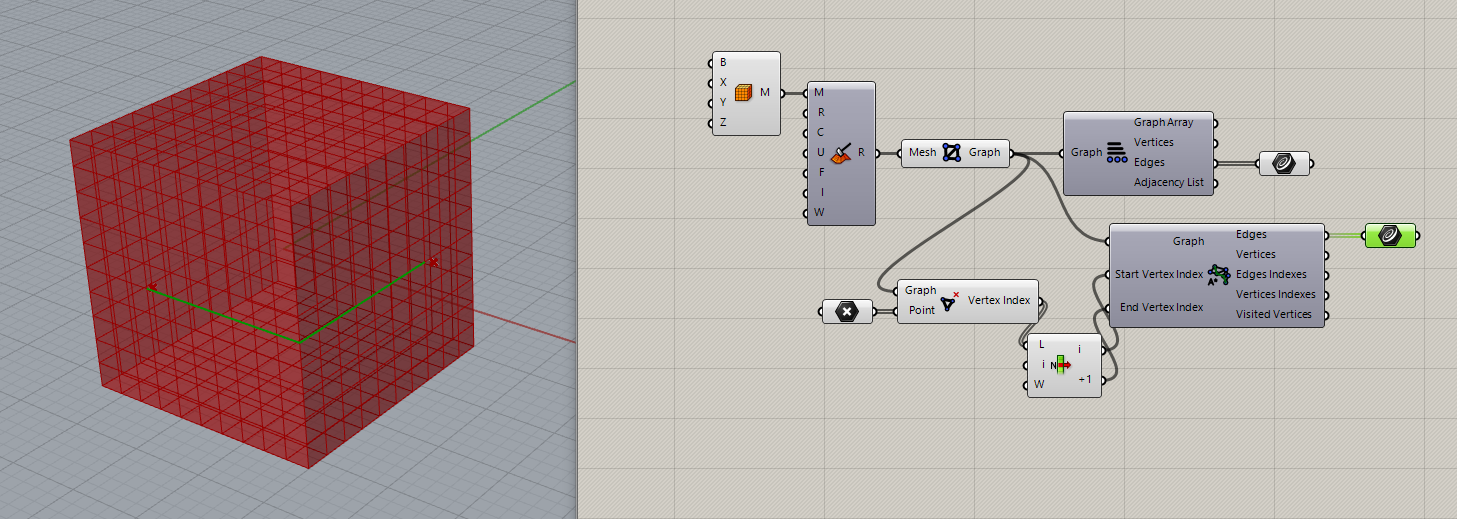 B
X
M
Y
Z
M
R
C
U R
F
I
W
Mesh Graph
Graph Array
Vertices
Graph Edges
Adjacency List
Edges
Graph
Vertices
Start Vertex Index Edges Indexes
A*
Vertices Indexes
End Vertex Index
Visited Vertices
Graph
Vertex Index
Point
L
i
i N
+1
W